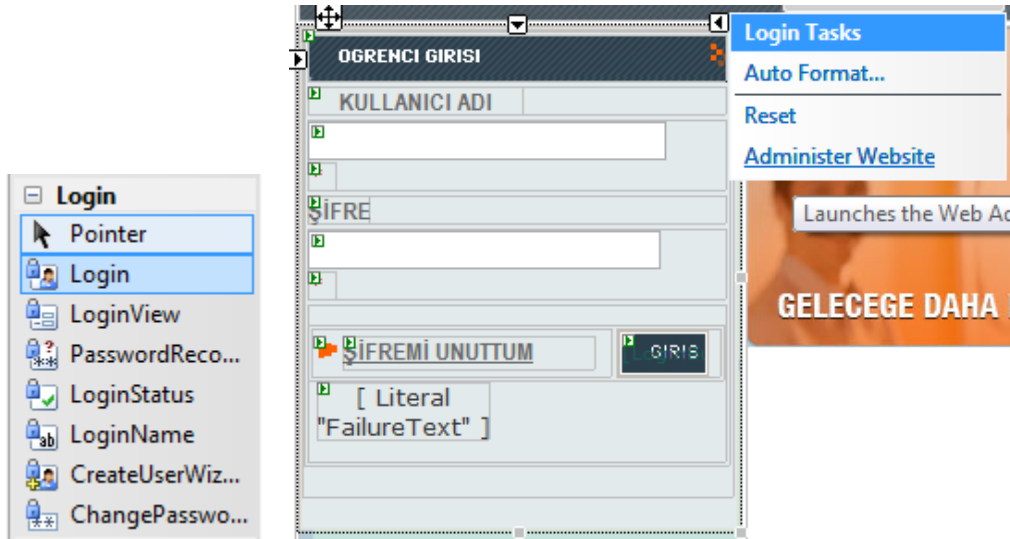 Login
Pointer
Login
LoginView
PasswordReco...
LoginStatus
LoginName
CreateUserWiz...
ChangePasswo...
OGRENCI GIRISI
KULLANICI ADI
ŞİFRE
ŞİFREMİ UNUTTUM
GIRIS
[ Literal
"FailureText" ]
Login Tasks
Auto Format...
Reset
Administer Website
Launches the Web Ad
GELECEGE DAHA